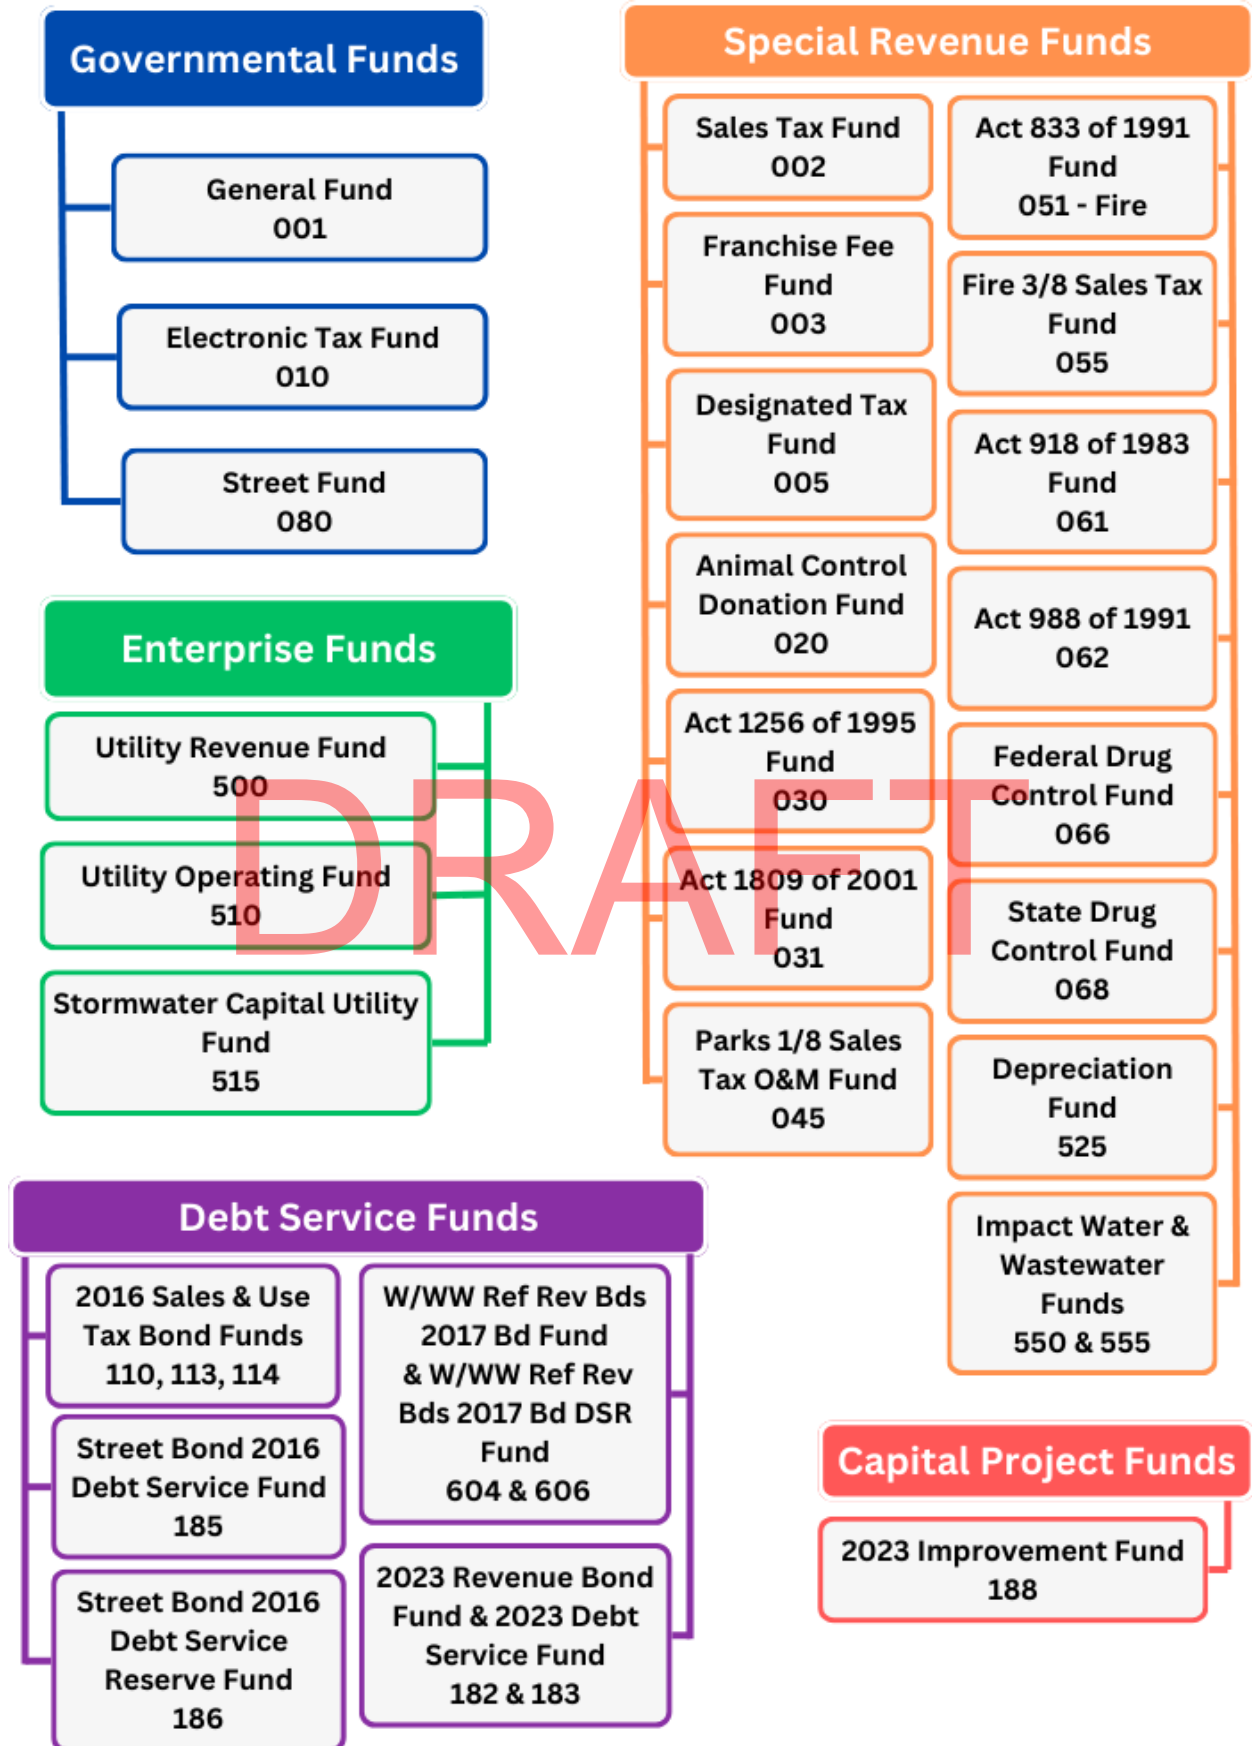 Governmental Funds
General Fund
001
Electronic Tax Fund
010
Street Fund
080
Enterprise Funds
Utility Revenue Fund
500
Utility Operating Fund
510
Stormwater Capital Utility
Fund
515
Special Revenue Funds
Sales Tax Fund
002
Franchise Fee
Fund
003
Designated Tax
Fund
005
Animal Control
Donation Fund
020
Act 1256 of 1995
Fund
030
Act 1809 of 2001
Fund
031
Parks 1/8 Sales
Tax O&M Fund
045
Act 833 of 1991
Fund
051 - Fire
Fire 3/8 Sales Tax
Fund
055
Act 918 of 1983
Fund
061
Act 988 of 1991
062
Federal Drug
Control Fund
066
State Drug
Control Fund
068
Depreciation
Fund
525
Impact Water &
Wastewater
Funds
550 & 555
DRAFT
Debt Service Funds
2016 Sales & Use
Tax Bond Funds
110, 113, 114
Street Bond 2016
Debt Service Fund
185
Street Bond 2016
Debt Service
Reserve Fund
186
W/WW Ref Rev Bds
2017 Bd Fund
& W/WW Ref Rev
Bds 2017 Bd DSR
Fund
604 & 606
2023 Revenue Bond
Fund & 2023 Debt
Service Fund
182 & 183
Capital Project Funds
2023 Improvement Fund
188